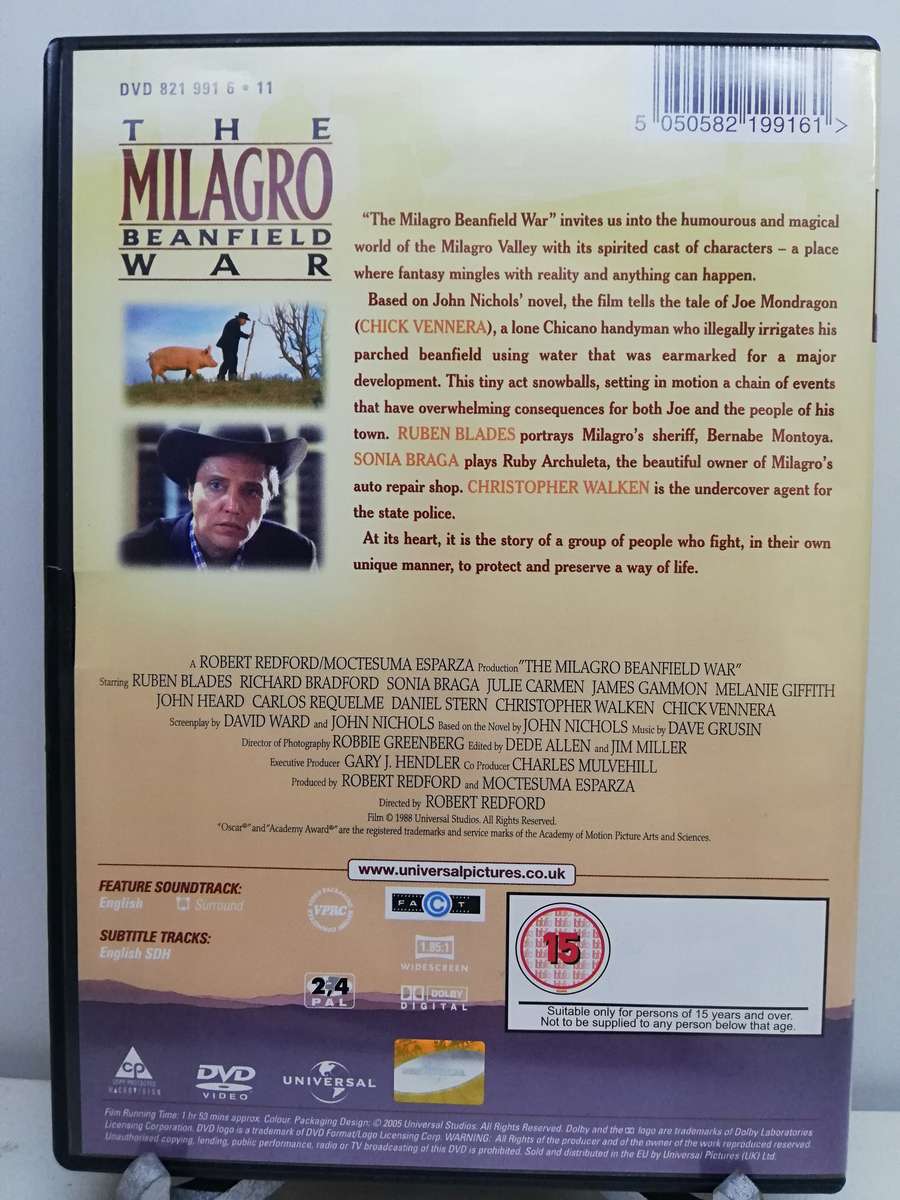 DVD 821 991 6 • 11
5 050582 199161 >
THE
MILAGRO
BEANFIELD
WAR
"The Milagro Beanfield War" invites us into the humourous and magical
world of the Milagro Valley with its spirited cast of characters – a place
where fantasy mingles with reality and anything can happen.
Based on John Nichols' novel, the film tells the tale of Joe Mondragon
(CHICK VENNERA), a lone Chicano handyman who illegally irrigates his
parched beanfield using water that was earmarked for a major
development. This tiny act snowballs, setting in motion a chain of events
that have overwhelming consequences for both Joe and the people of his
town. RUBEN BLADES portrays Milagro's sheriff, Bernabe Montoya.
SONIA BRAGA plays Ruby Archuleta, the beautiful owner of Milagro's
auto repair shop. CHRISTOPHER WALKEN is the undercover agent for
the state police.
At its heart, it is the story of a group of people who fight, in their own
unique manner, to protect and preserve a way of life.
A ROBERT REDFORD/MOCTESUMA ESPARZA Production "THE MILAGRO BEANFIELD WAR"
Starring RUBEN BLADES RICHARD BRADFORD SONIA BRAGA JULIE CARMEN JAMES GAMMON MELANIE GIFFITH
JOHN HEARD CARLOS REQUELME DANIEL STERN CHRISTOPHER WALKEN CHICK VENNERA
Screenplay by DAVID WARD and JOHN NICHOLS Based on the Novel by JOHN NICHOLS Music by DAVE GRUSIN
Director of Photography ROBBIE GREENBERG Edited by DEDE ALLEN and JIM MILLER
Executive Producer GARY J. HENDLER Co Producer CHARLES MULVEHILL
Produced by ROBERT REDFORD and MOCTESUMA ESPARZA
Directed by ROBERT REDFORD
Film © 1988 Universal Studios. All Rights Reserved.
"Oscar®" and "Academy Award®" are the registered trademarks and service marks of the Academy of Motion Picture Arts and Sciences.
www.universalpictures.co.uk
FEATURE SOUNDTRACK:
English Surround
SUBTITLE TRACKS:
English SDH
VPRC
FACT
1.85:1
WIDESCREEN
2,4
PAL
DOLBY
DIGITAL
15
Suitable only for persons of 15 years and over.
Not to be supplied to any person below that age.
CP
COPY PROTECTED
MACROVISION
DVD
VIDEO
UNIVERSAL
Film Running Time: 1 hr 53 mins approx. Colour. Packaging Design: © 2005 Universal Studios. All Rights Reserved. Dolby and the DD logo are trademarks of Dolby Laboratories
Licensing Corporation. DVD logo is a trademark of DVD Format/Logo Licensing Corp. WARNING: All Rights of the producer and of the owner of the work reproduced reserved.
Unauthorised copying, lending, public performance, radio or TV broadcasting of this DVD is prohibited. Sold and distributed in the EU by Universal Pictures (UK) Ltd.